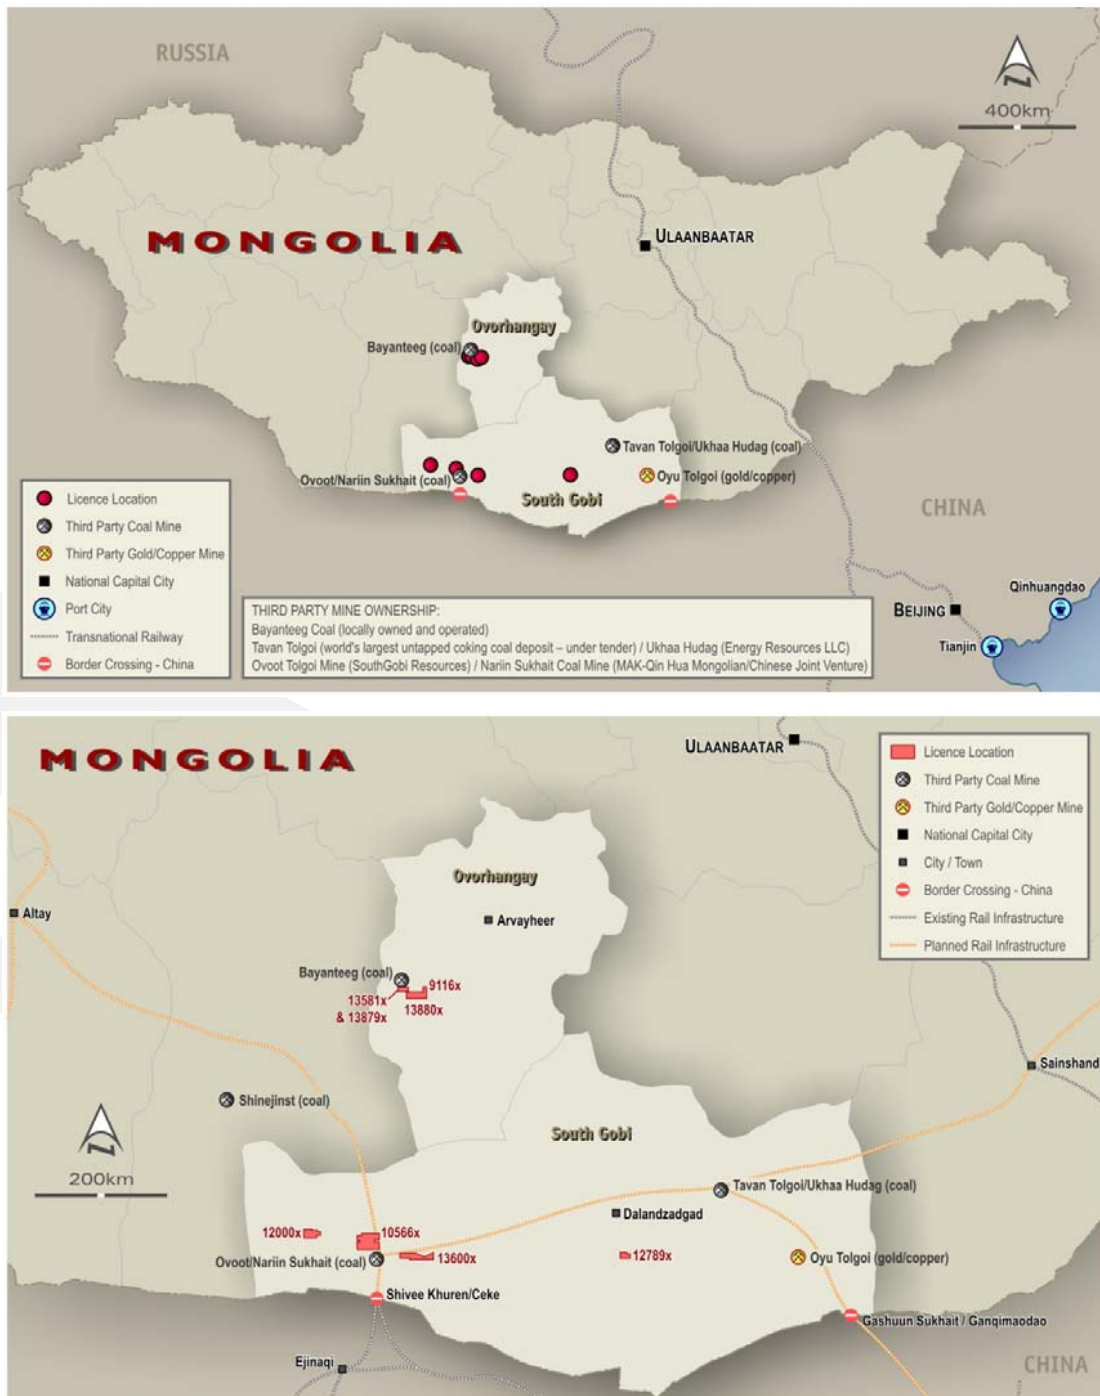 RUSSIA
400km
MONGOLIA
ULAANBAATAR
Ovorhangay
Bayanteeg (coal)
Tavan Tolgoi/Ukhaa Hudag (coal)
Ovoot/Nariin Sukhait (coal)
Oyu Tolgoi (gold/copper)
South Gobi
CHINA
Licence Location
Third Party Coal Mine
Third Party Gold/Copper Mine
National Capital City
Port City
Transnational Railway
Border Crossing - China
Qinhuangdao
BEIJING
Tianjin
THIRD PARTY MINE OWNERSHIP:
Bayanteeg Coal (locally owned and operated)
Tavan Tolgoi (world's largest untapped coking coal deposit – under tender) / Ukhaa Hudag (Energy Resources LLC)
Ovoot Tolgoi Mine (SouthGobi Resources) / Nariin Sukhait Coal Mine (MAK-Qin Hua Mongolian/Chinese Joint Venture)
MONGOLIA
ULAANBAATAR
Licence Location
Third Party Coal Mine
Third Party Gold/Copper Mine
National Capital City
City / Town
Border Crossing - China
Existing Rail Infrastructure
Planned Rail Infrastructure
Ovorhangay
Altay
Arvayheer
Bayanteeg (coal)
9116x
13581x
& 13879x
13880x
Sainshand
Shinejinst (coal)
South Gobi
200km
Tavan Tolgoi/Ukhaa Hudag (coal)
Dalandzadgad
12000x
10566x
Ovoot/Nariin Sukhait (coal)
13600x
12789x
Oyu Tolgoi (gold/copper)
Shivee Khuren/Ceke
Gashuun Sukhait / Ganqimaodao
Ejinaqi
CHINA